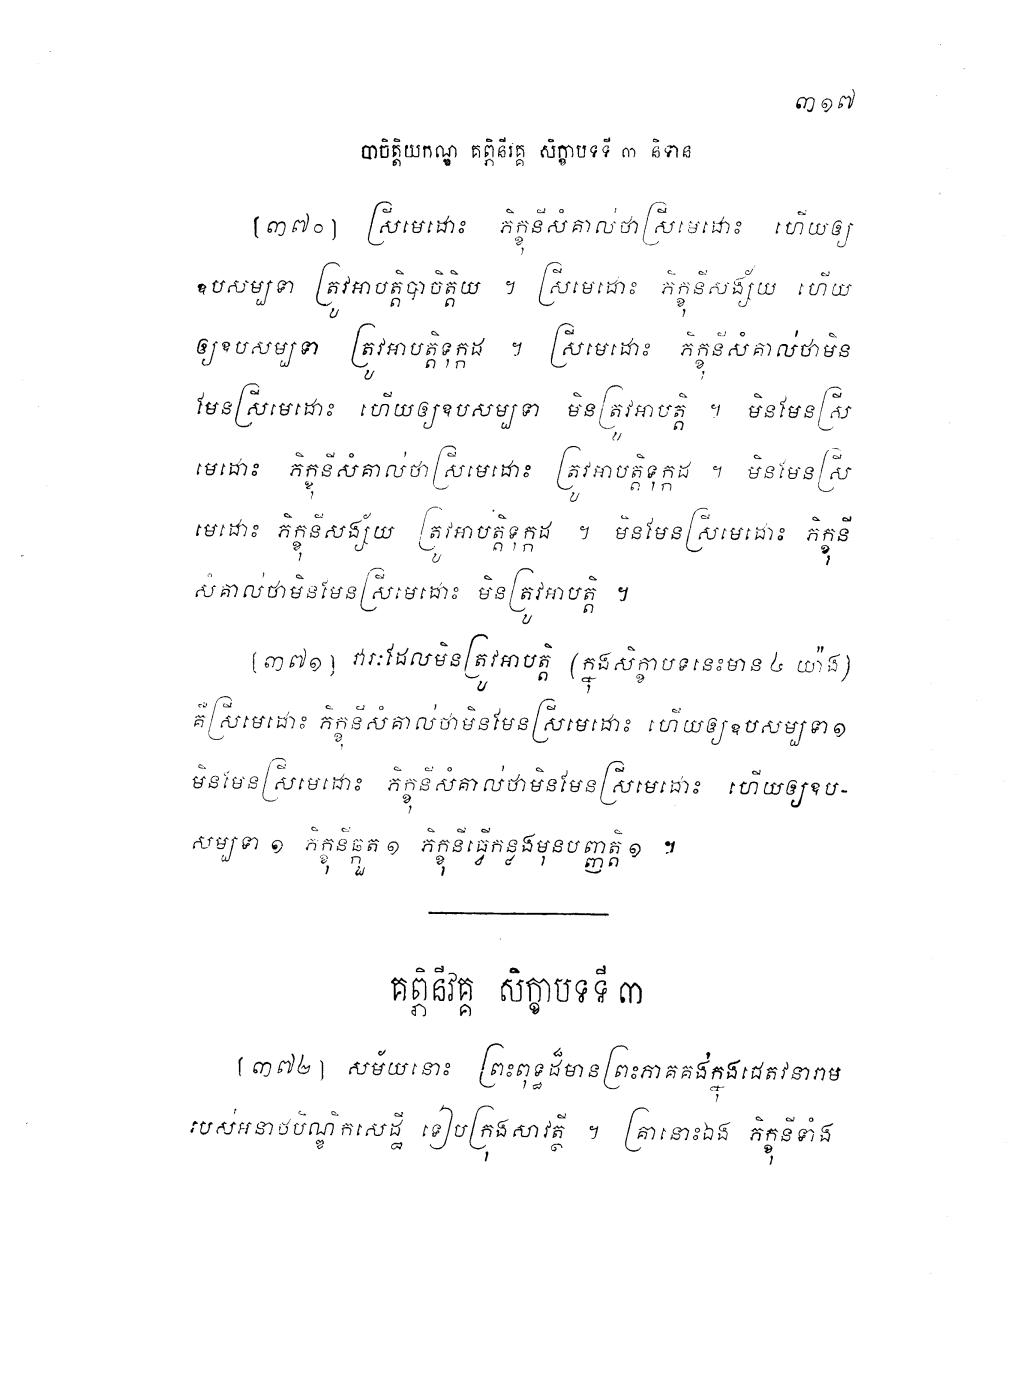 ៣១៧
បាចិត្តិយកណ្ឌ គព្ភិនីវគ្គ សិក្ខាបទទី ៣ និទាន
[៣៧០] ស្រីមេដោះ ភិក្ខុនីសំគាល់ថាស្រីមេដោះ ហើយឲ្យ
ឧបសម្បទា ត្រូវអាបត្តិបាចិត្តិយ ។ ស្រីមេដោះ ភិក្ខុនីសង្ស័យ ហើយ
ឲ្យឧបសម្បទា ត្រូវអាបត្តិទុក្កដ ។ ស្រីមេដោះ ភិក្ខុនីសំគាល់ថាមិន
មែនស្រីមេដោះ ហើយឲ្យឧបសម្បទា មិនត្រូវអាបត្តិ ។ មិនមែនស្រី
មេដោះ ភិក្ខុនីសំគាល់ថាស្រីមេដោះ ត្រូវអាបត្តិទុក្កដ ។ មិនមែនស្រី
មេដោះ ភិក្ខុនីសង្ស័យ ត្រូវអាបត្តិទុក្កដ ។ មិនមែនស្រីមេដោះ ភិក្ខុនី
សំគាល់ថាមិនមែនស្រីមេដោះ មិនត្រូវអាបត្តិ ។
[៣៧១] វារៈដែលមិនត្រូវអាបត្តិ (ក្នុងសិក្ខាបទនេះមាន ៤ យ៉ាង)
គឺស្រីមេដោះ ភិក្ខុនីសំគាល់ថាមិនមែនស្រីមេដោះ ហើយឲ្យឧបសម្បទា ១
មិនមែនស្រីមេដោះ ភិក្ខុនីសំគាល់ថាមិនមែនស្រីមេដោះ ហើយឲ្យឧប-
សម្បទា ១ ភិក្ខុនីឆ្កួត ១ ភិក្ខុនីធ្វើកន្លងមុនបញ្ញត្តិ ១ ។
គព្ភិនីវគ្គ សិក្ខាបទទី ៣
[៣៧២] សម័យនោះ ព្រះពុទ្ធដ៏មានព្រះភាគគង់ក្នុងជេតវនារាម
របស់អនាថបិណ្ឌិកសេដ្ឋី ទៀបក្រុងសាវត្ថី ។ គ្រានោះឯង ភិក្ខុនីទាំង